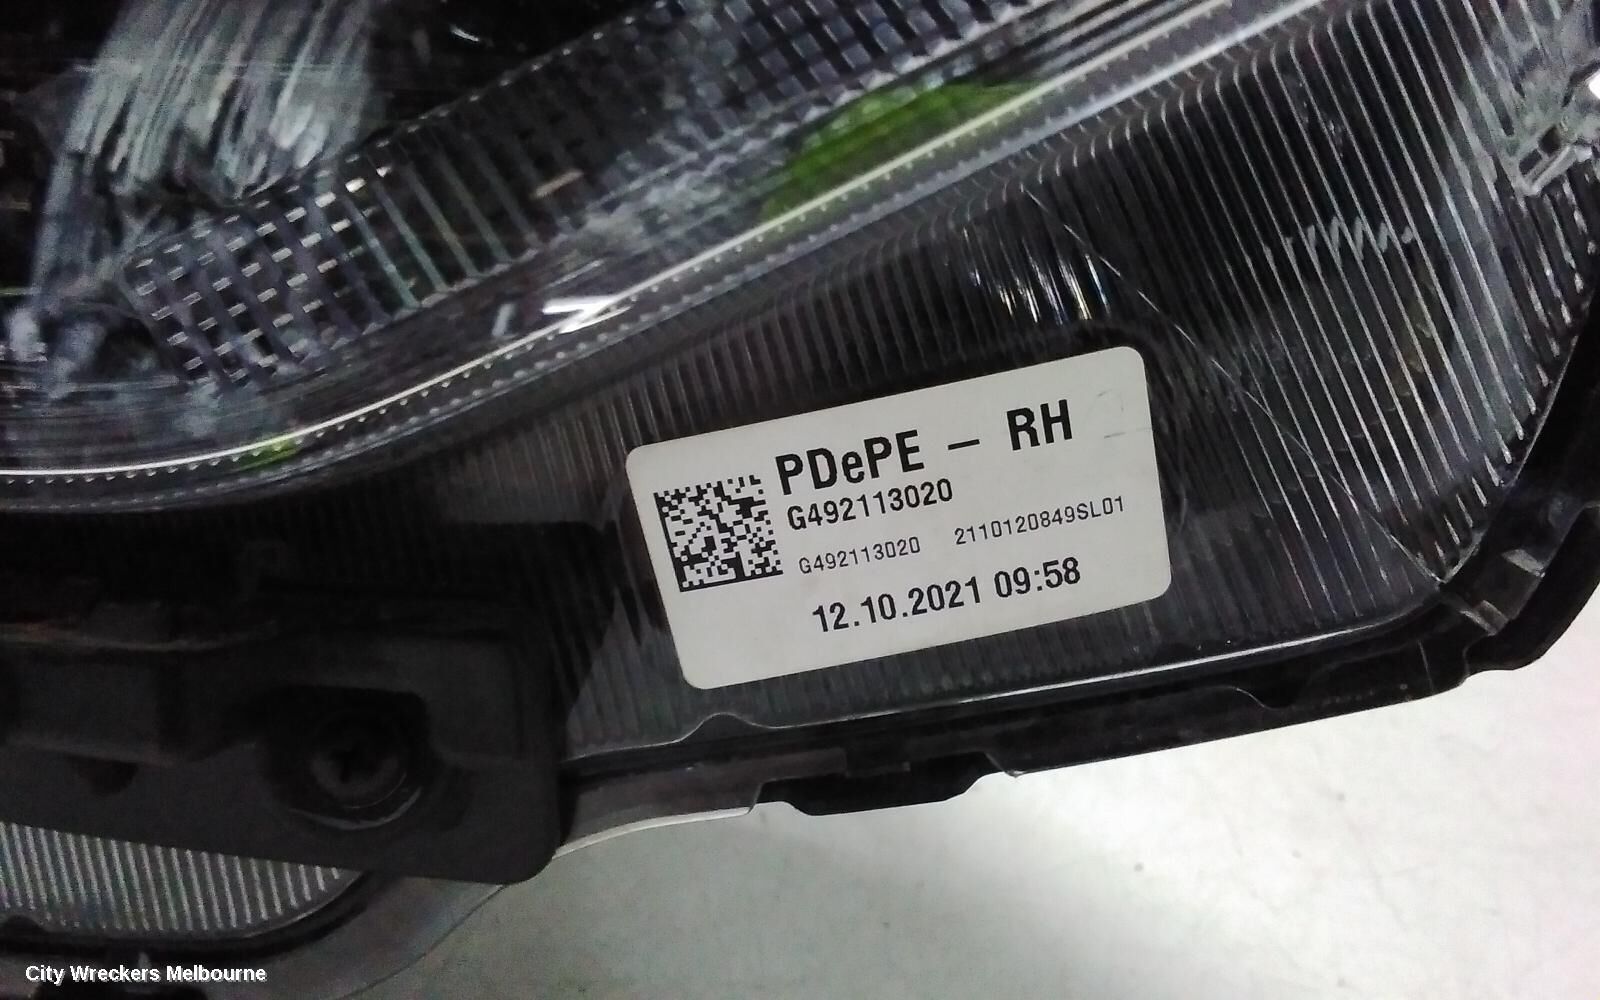 PDePE – RH
G492113020
G492113020 2110120849SL01
12.10.2021 09:58
City Wreckers Melbourne